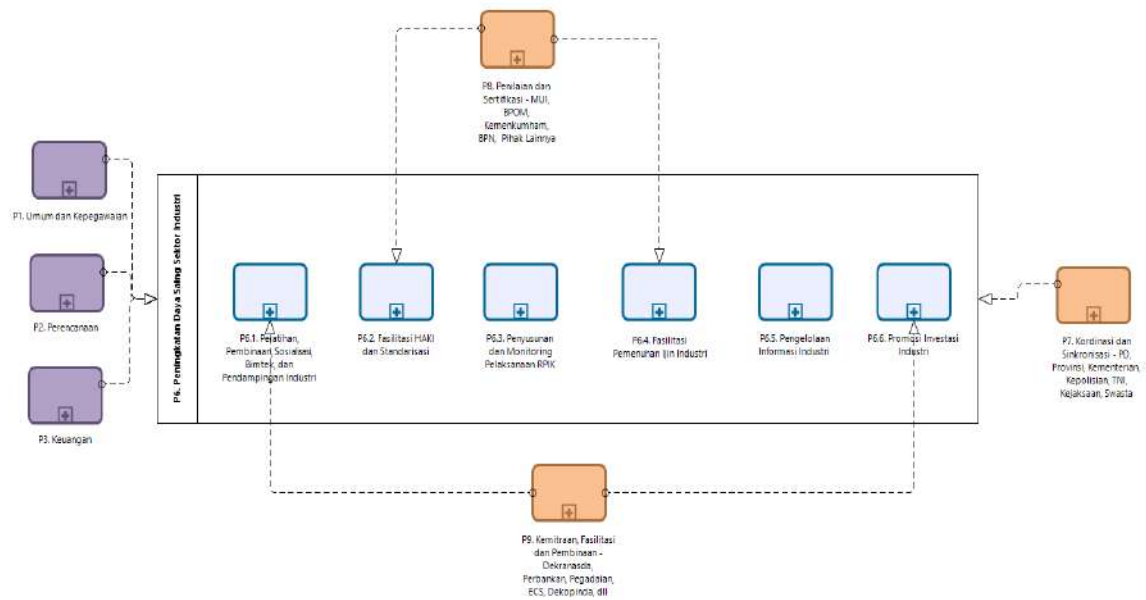 P8. Penilaian dan
Sertifikasi - MUI,
BPOM,
Kemenkumham,
BPN, Pihak Lainnya
P1. Umum dan Kepegawaian
P2. Perencanaan
P3. Keuangan
P6. Peningkatan Daya Saing Sektor Industri
P6.1. Pelatihan,
Pembinaan, Sosialisasi,
Bimtek, dan
Pendampingan Industri
P6.2. Fasilitasi HAKI
dan Standarisasi
P6.3. Penyusunan
dan Monitoring
Pelaksanaan RPIK
P6.4. Fasilitasi
Pemenuhan Ijin Industri
P6.5. Pengelolaan
Informasi Industri
P6.6. Promosi Investasi
Industri
P7. Kordinasi dan
Sinkronisasi - PD,
Provinsi, Kementerian,
Kepolisian, TNI,
Kejaksaan, Swasta
P9. Kemitraan, Fasilitasi
dan Pembinaan -
Dekranasda,
Perbankan, Pegadaian,
ECS, Dekopinda, dll